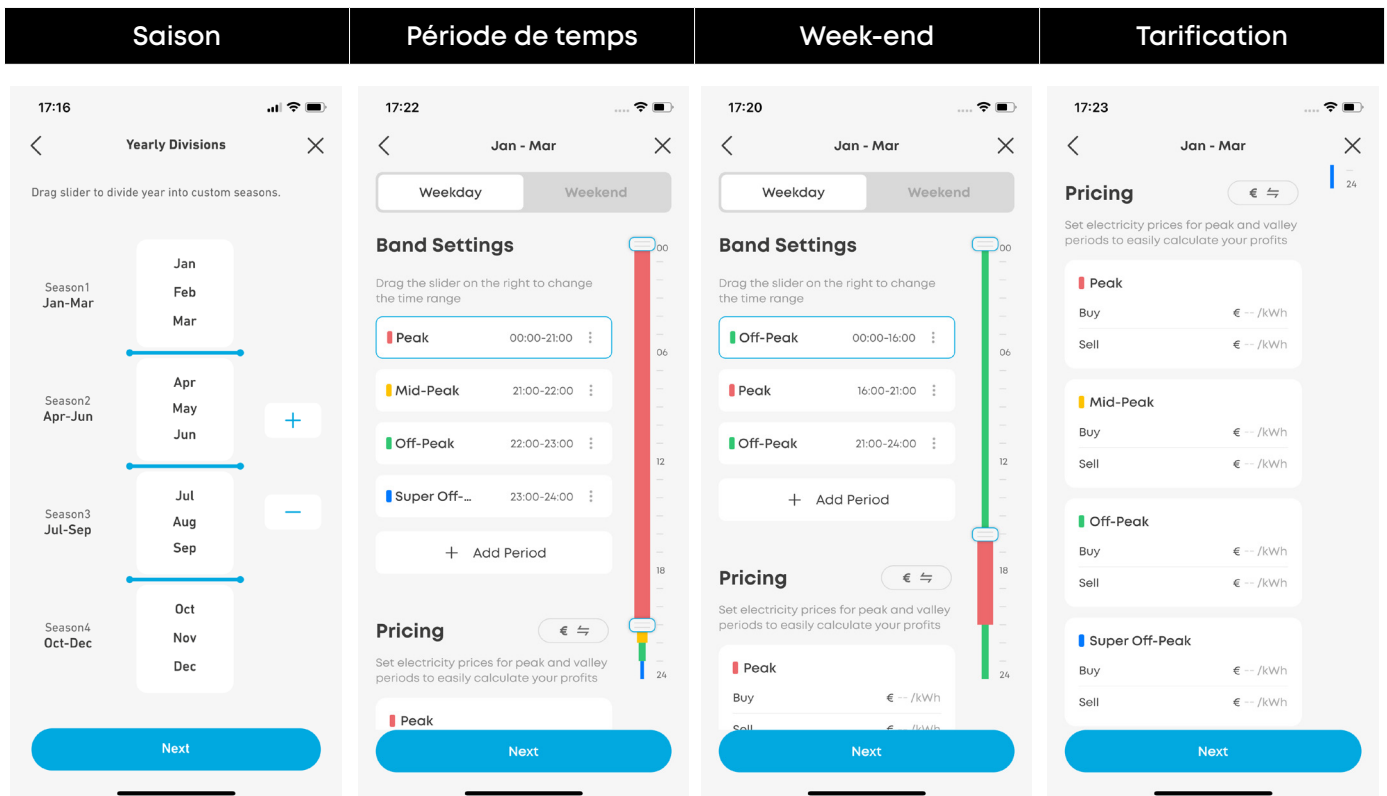 Saison
Période de temps
Week-end
Tarification
17:16
Yearly Divisions
Drag slider to divide year into custom seasons.
Season1
Jan-Mar
Jan
Feb
Mar
Season2
Apr-Jun
Apr
May
Jun
+
Season3
Jul-Sep
Jul
Aug
Sep
−
Season4
Oct-Dec
Oct
Nov
Dec
Next
17:22
Jan - Mar
Weekday Weekend
Band Settings
Drag the slider on the right to change
the time range
Peak 00:00-21:00
Mid-Peak 21:00-22:00
Off-Peak 22:00-23:00
Super Off-... 23:00-24:00
+ Add Period
00
06
12
18
24
Pricing € ⇋
Set electricity prices for peak and valley
periods to easily calculate your profits
Peak
Next
17:20
Jan - Mar
Weekday Weekend
Band Settings
Drag the slider on the right to change
the time range
Off-Peak 00:00-16:00
Peak 16:00-21:00
Off-Peak 21:00-24:00
+ Add Period
00
06
12
18
24
Pricing € ⇋
Set electricity prices for peak and valley
periods to easily calculate your profits
Peak
Buy € -- /kWh
Sell € -- /kWh
Next
17:23
Jan - Mar
24
Pricing € ⇋
Set electricity prices for peak and valley
periods to easily calculate your profits
Peak
Buy € -- /kWh
Sell € -- /kWh
Mid-Peak
Buy € -- /kWh
Sell € -- /kWh
Off-Peak
Buy € -- /kWh
Sell € -- /kWh
Super Off-Peak
Buy € -- /kWh
Sell € -- /kWh
Next